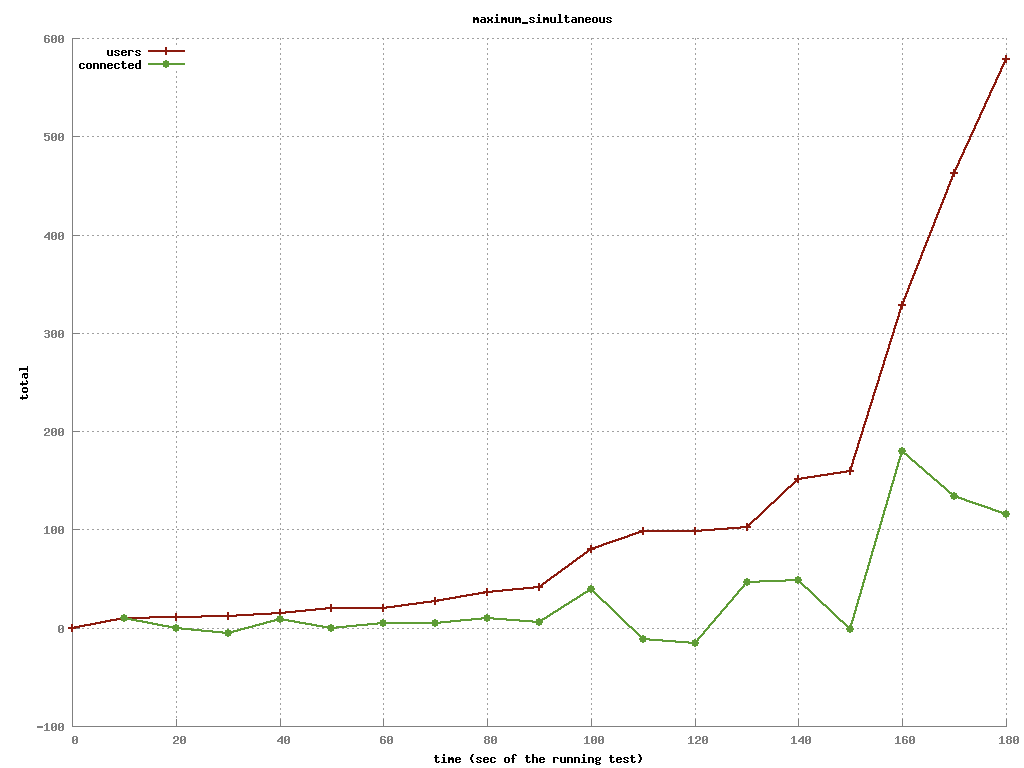 maximum_simultaneous
users
connected
600
500
400
300
200
100
0
-100
total
0 20 40 60 80 100 120 140 160 180
time (sec of the running test)